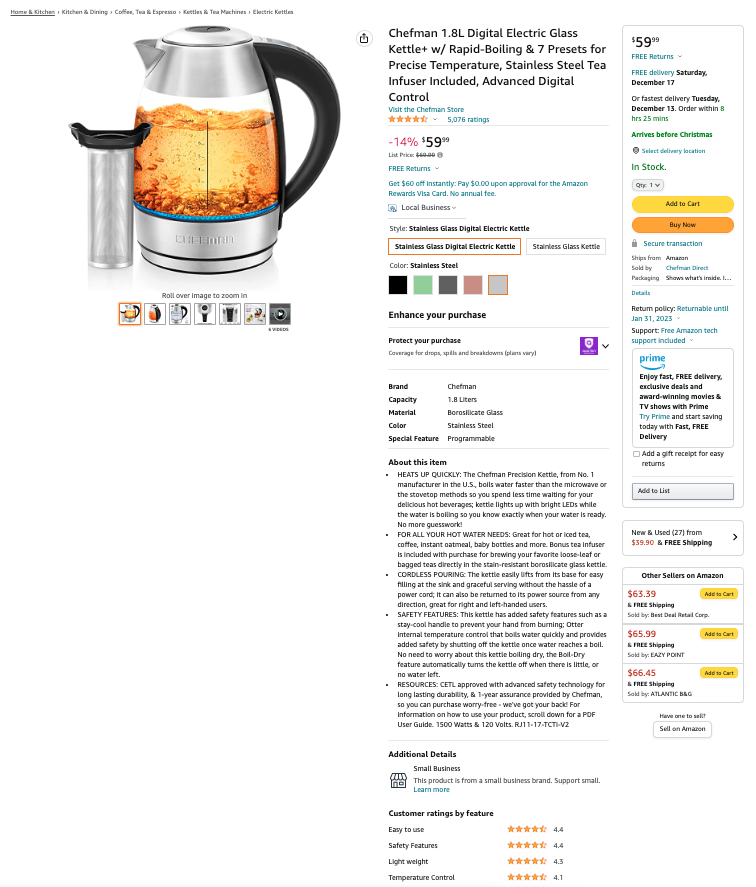 Home & Kitchen › Kitchen & Dining › Coffee, Tea & Espresso › Kettles & Tea Machines › Electric Kettles
CHEFMAN
Roll over image to zoom in
6 VIDEOS
Chefman 1.8L Digital Electric Glass
Kettle+ w/ Rapid-Boiling & 7 Presets for
Precise Temperature, Stainless Steel Tea
Infuser Included, Advanced Digital
Control
Visit the Chefman Store
5,076 ratings
-14% $59.99
List Price: $69.99
FREE Returns
Get $60 off instantly: Pay $0.00 upon approval for the Amazon
Rewards Visa Card. No annual fee.
Local Business
Style: Stainless Glass Digital Electric Kettle
Stainless Glass Digital Electric Kettle
Stainless Glass Kettle
Color: Stainless Steel
Enhance your purchase
Protect your purchase
Coverage for drops, spills and breakdowns (plans vary)
Brand Chefman
Capacity 1.8 Liters
Material Borosilicate Glass
Color Stainless Steel
Special Feature Programmable
About this item
• HEATS UP QUICKLY: The Chefman Precision Kettle, from No. 1
manufacturer in the U.S., boils water faster than the microwave or
the stovetop methods so you spend less time waiting for your
delicious hot beverages; kettle lights up with bright LEDs while
the water is boiling so you know exactly when your water is ready.
No more guesswork!
• FOR ALL YOUR HOT WATER NEEDS: Great for hot or iced tea,
coffee, instant oatmeal, baby bottles and more. Bonus tea infuser
is included with purchase for brewing your favorite loose-leaf or
bagged teas directly in the stain-resistant borosilicate glass kettle.
• CORDLESS POURING: The kettle easily lifts from its base for easy
filling at the sink and graceful serving without the hassle of a
power cord; it can also be returned to its power source from any
direction, great for right and left-handed users.
• SAFETY FEATURES: This kettle has added safety features such as a
stay-cool handle to prevent your hand from burning; Otter
internal temperature control that boils water quickly and provides
added safety by shutting off the kettle once water reaches a boil.
No need to worry about this kettle boiling dry, the Boil-Dry
feature automatically turns the kettle off when there is little, or
no water left.
• RESOURCES: CETL approved with advanced safety technology for
long lasting durability, & 1-year assurance provided by Chefman,
so you can purchase worry-free - we've got your back! For
information on how to use your product, scroll down for a PDF
User Guide. 1500 Watts & 120 Volts. RJ11-17-TCTI-V2
Additional Details
Small Business
This product is from a small business brand. Support small.
Learn more
Customer ratings by feature
Easy to use 4.4
Safety Features 4.4
Light weight 4.3
Temperature Control 4.1
$59.99
FREE Returns
FREE delivery Saturday,
December 17
Or fastest delivery Tuesday,
December 13. Order within 8
hrs 25 mins
Arrives before Christmas
Select delivery location
In Stock.
Qty: 1
Add to Cart
Buy Now
Secure transaction
Ships from Amazon
Sold by Chefman Direct
Packaging Shows what's inside. I...
Details
Return policy: Returnable until
Jan 31, 2023
Support: Free Amazon tech
support included
prime
Enjoy fast, FREE delivery,
exclusive deals and
award-winning movies &
TV shows with Prime
Try Prime and start saving
today with Fast, FREE
Delivery
Add a gift receipt for easy
returns
Add to List
New & Used (27) from
$39.90 & FREE Shipping
Other Sellers on Amazon
$63.39 Add to Cart
& FREE Shipping
Sold by: Best Deal Retail Corp.
$65.99 Add to Cart
& FREE Shipping
Sold by: EAZY POINT
$66.45 Add to Cart
& FREE Shipping
Sold by: ATLANTIC B&G
Have one to sell?
Sell on Amazon